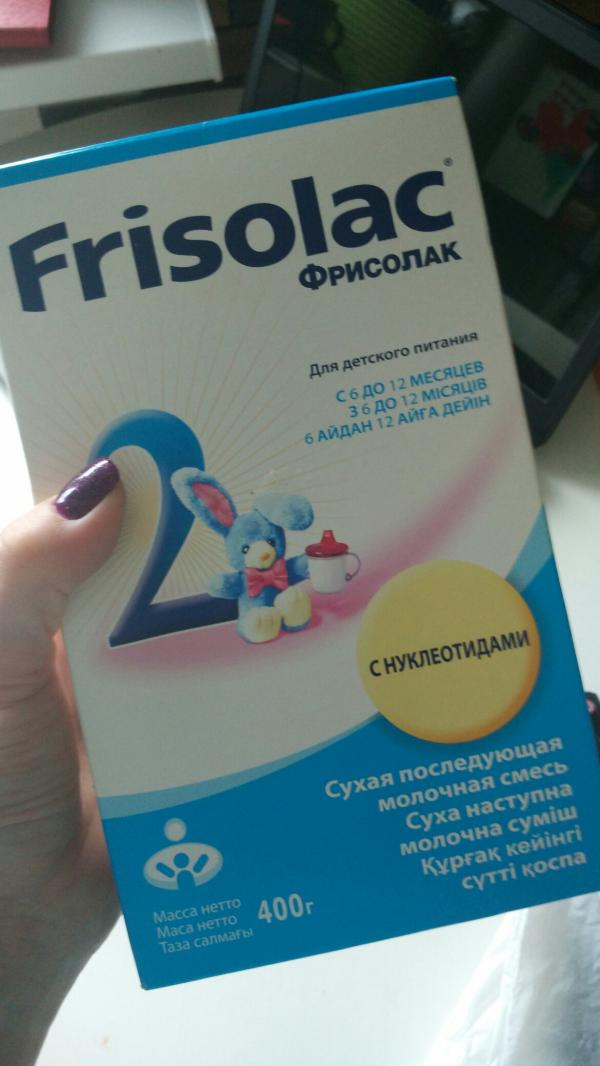 Frisolac®
ФРИСОЛАК
Для детского питания
С 6 ДО 12 МЕСЯЦЕВ
З 6 ДО 12 МІСЯЦІВ
6 АЙДАН 12 АЙҒА ДЕЙІН
2
С НУКЛЕОТИДАМИ
Сухая последующая
молочная смесь
Суха наступна
молочна суміш
Құрғақ кейінгі
сүтті қоспа
Масса нетто
Маса нетто
Таза салмағы
400г